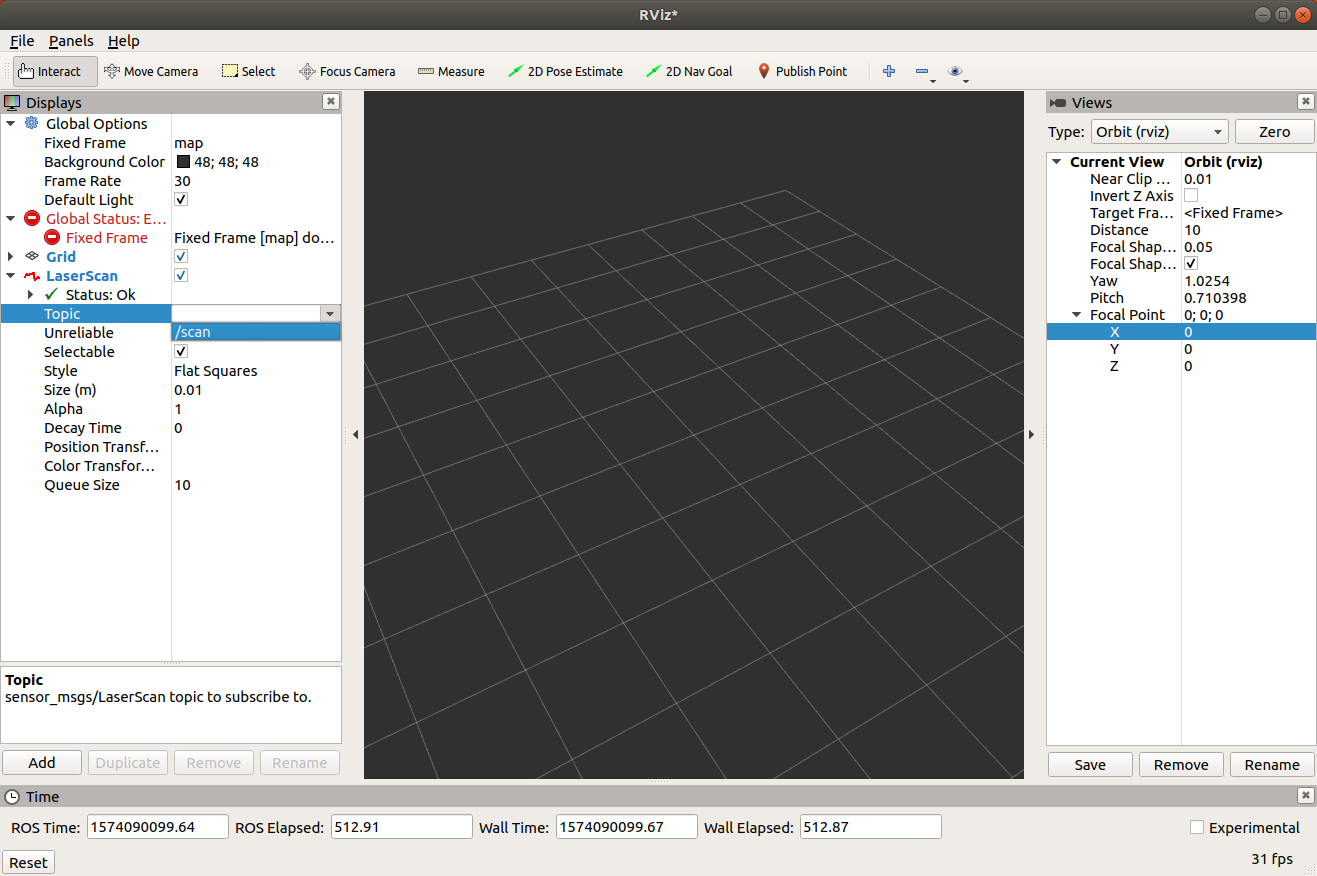 RViz*
File Panels Help
Interact Move Camera Select Focus Camera Measure 2D Pose Estimate 2D Nav Goal Publish Point
Displays
Global Options
Fixed Frame map
Background Color 48; 48; 48
Frame Rate 30
Default Light
Global Status: E...
Fixed Frame Fixed Frame [map] do...
Grid
LaserScan
Status: Ok
Topic
Unreliable /scan
Selectable
Style Flat Squares
Size (m) 0.01
Alpha 1
Decay Time 0
Position Transf...
Color Transfor...
Queue Size 10
Topic
sensor_msgs/LaserScan topic to subscribe to.
Add Duplicate Remove Rename
Views
Type: Orbit (rviz) Zero
Current View Orbit (rviz)
Near Clip ... 0.01
Invert Z Axis
Target Fra... <Fixed Frame>
Distance 10
Focal Shap... 0.05
Focal Shap...
Yaw 1.0254
Pitch 0.710398
Focal Point 0; 0; 0
X 0
Y 0
Z 0
Save Remove Rename
Time
ROS Time: 1574090099.64 ROS Elapsed: 512.91 Wall Time: 1574090099.67 Wall Elapsed: 512.87 Experimental
Reset 31 fps